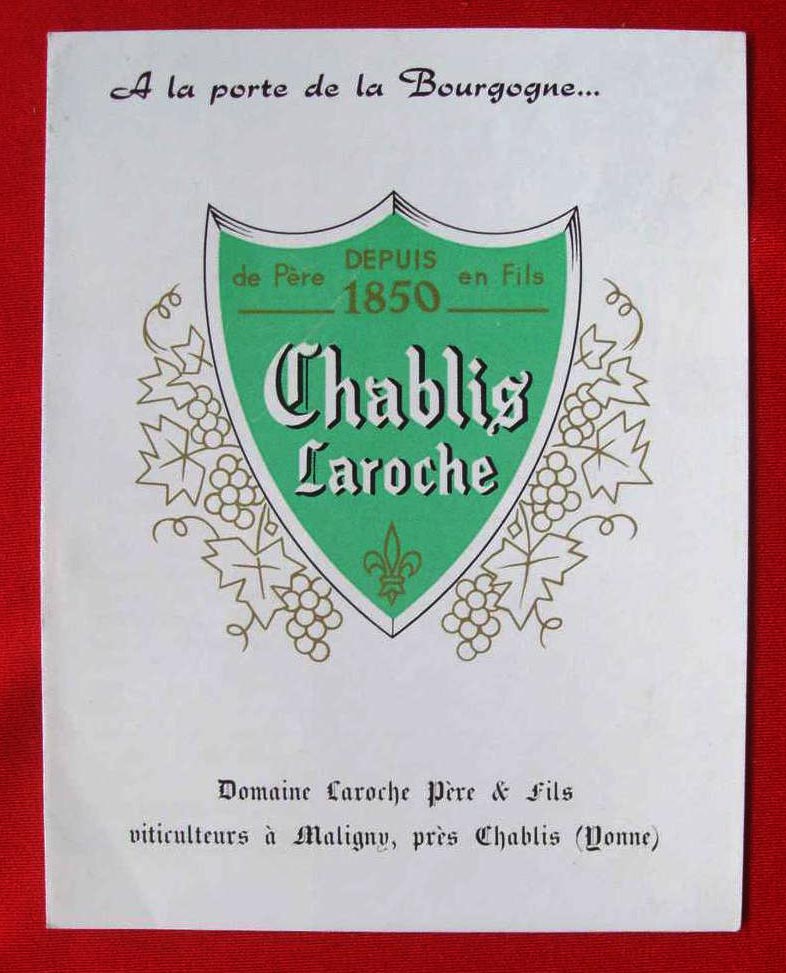 A la porte de la Bourgogne...
de Père DEPUIS en Fils
1850
Chablis
Laroche
Domaine Laroche Père & Fils
viticulteurs à Maligny, près Chablis (Yonne)